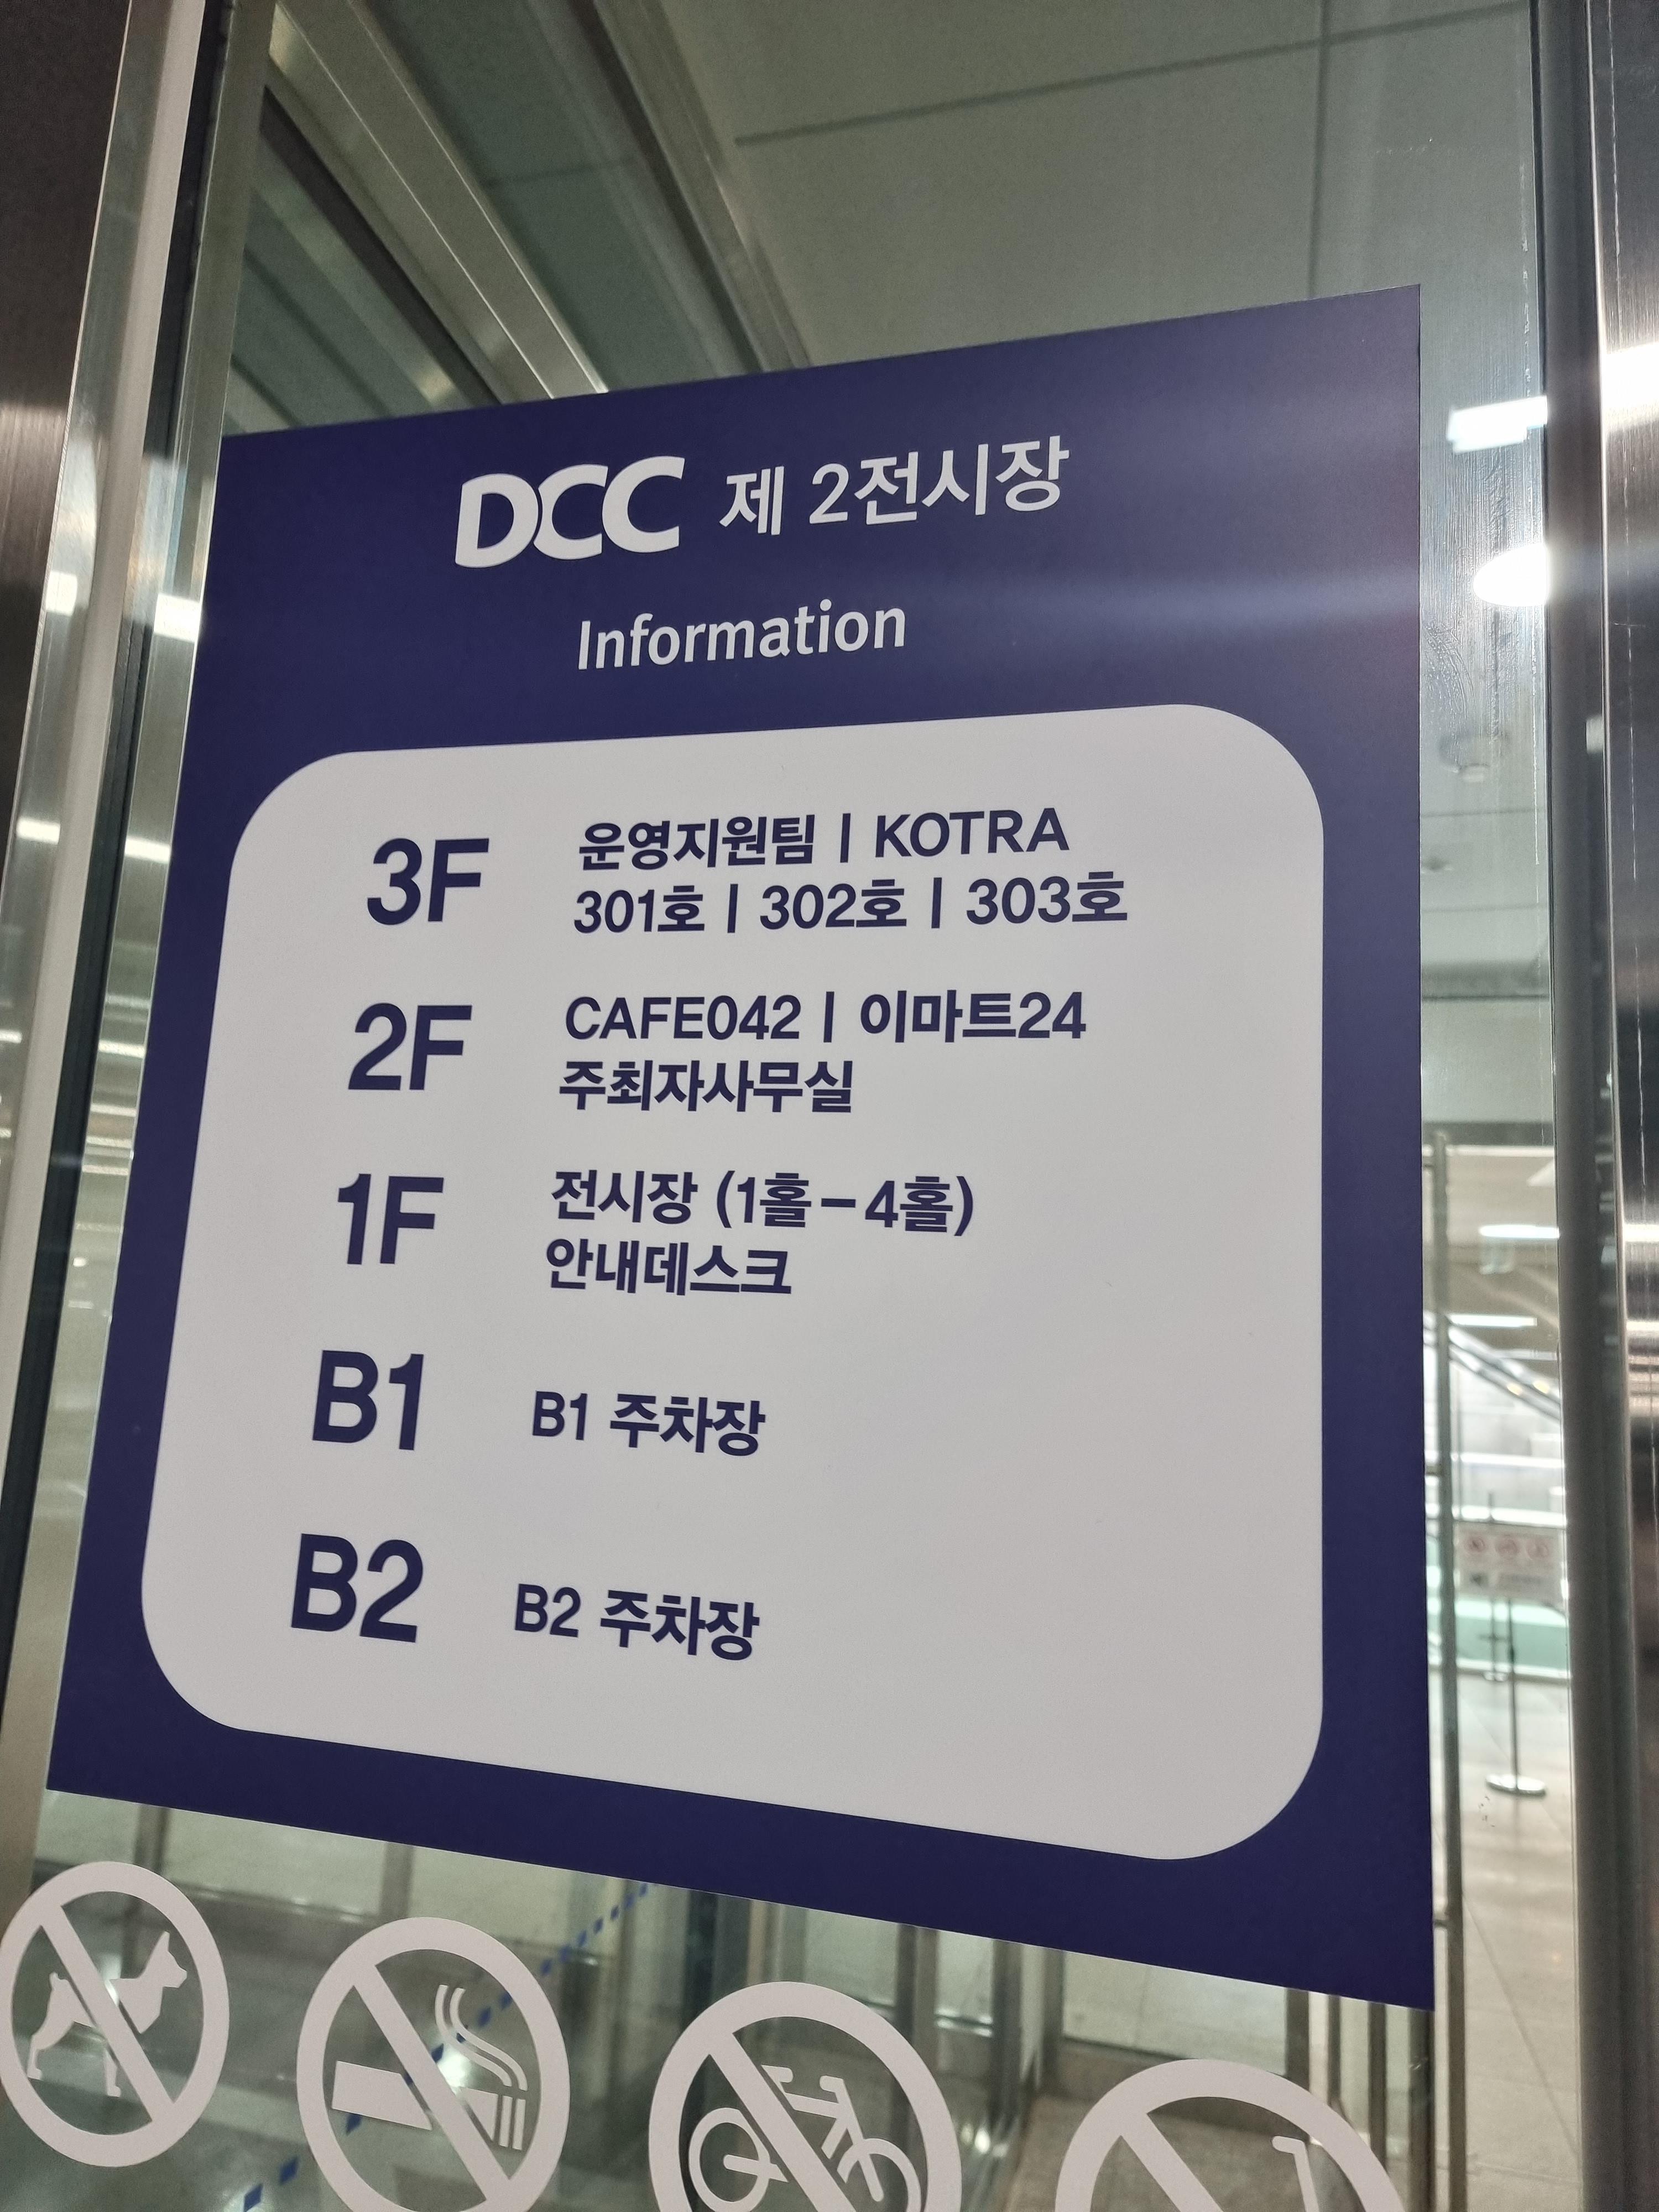 DCC 제 2전시장
Information
3F 운영지원팀 | KOTRA
301호 | 302호 | 303호
2F CAFE042 | 이마트24
주최자사무실
1F 전시장 (1홀-4홀)
안내데스크
B1 B1 주차장
B2 B2 주차장